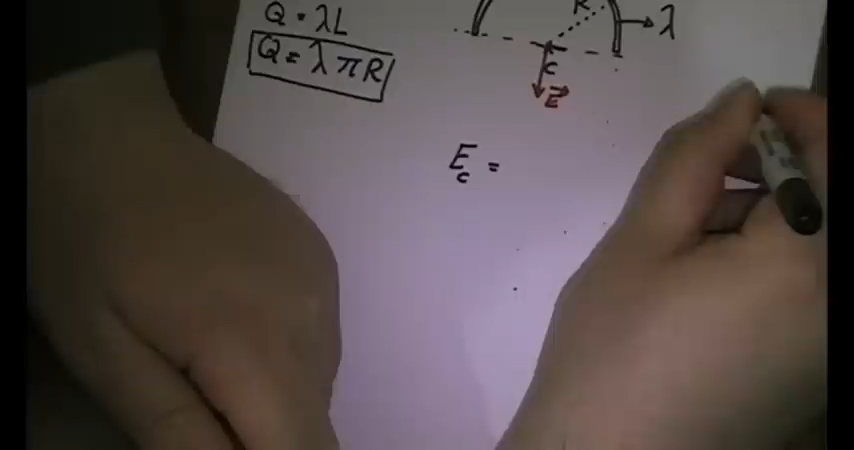 Q = λL
Q = λπR
R
λ
C
E⃗
E_c =